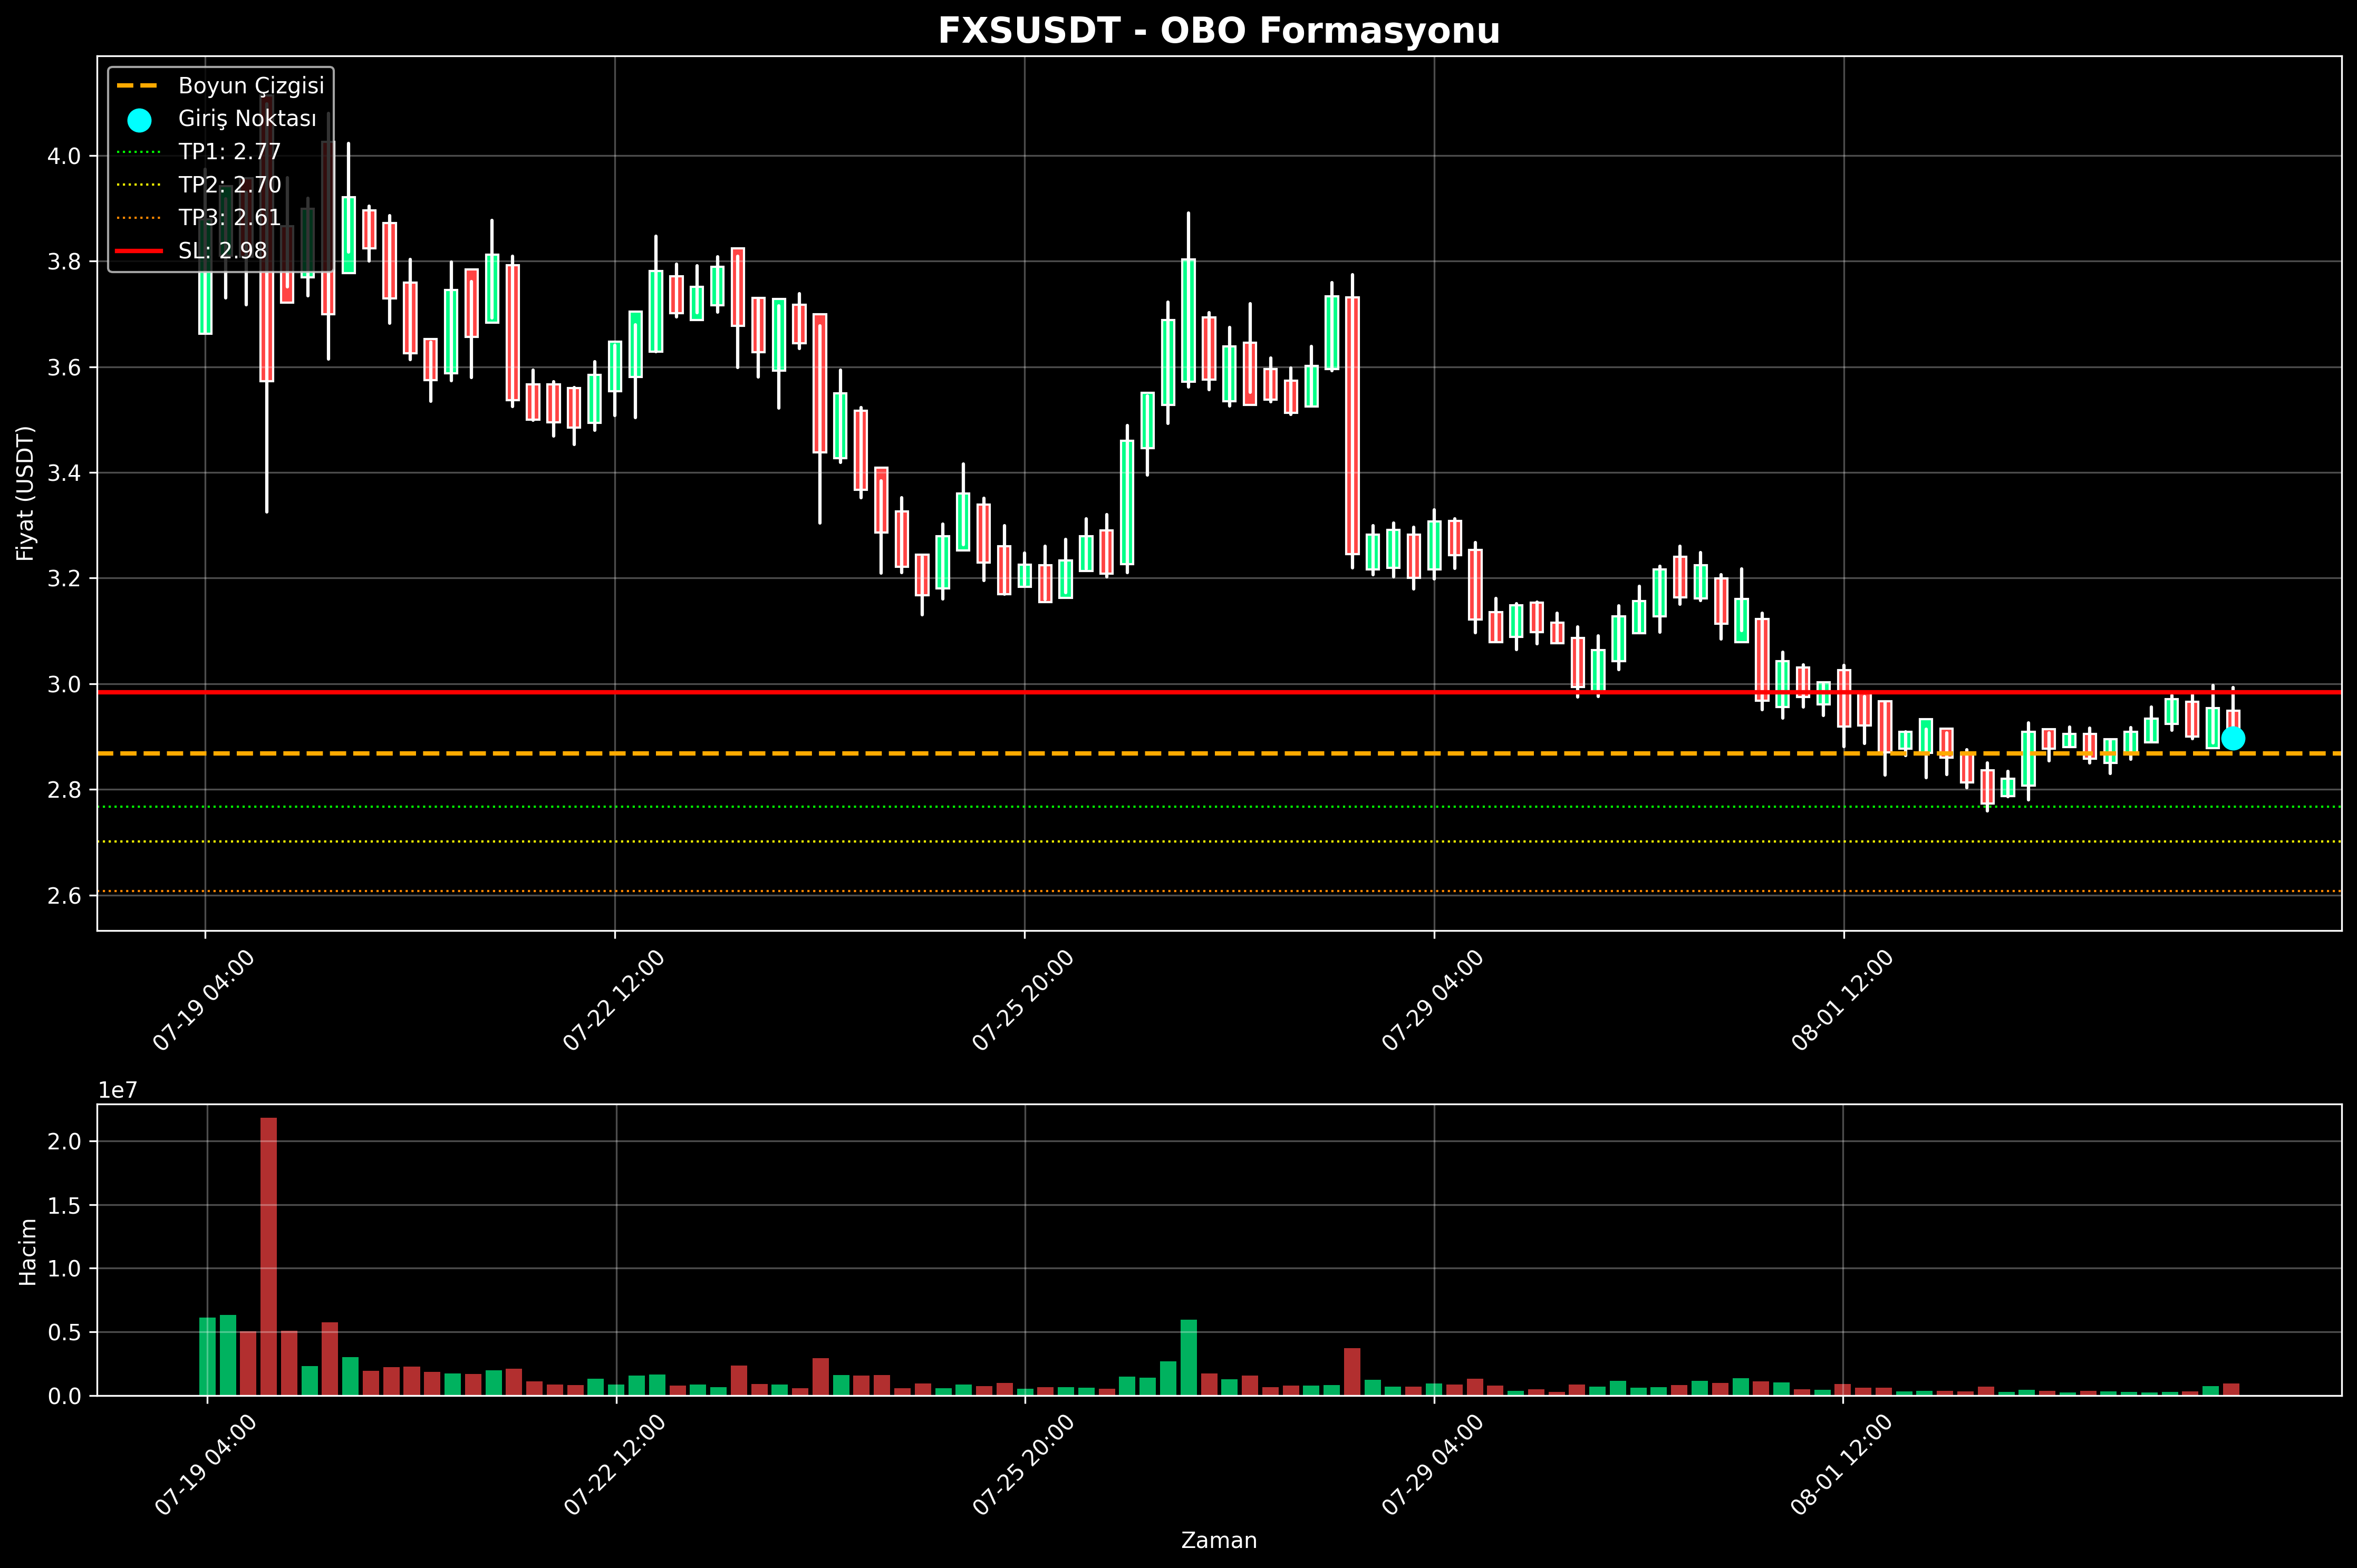 FXSUSDT - OBO Formasyonu
Boyun Çizgisi
Giriş Noktası
TP1: 2.77
TP2: 2.70
TP3: 2.61
SL: 2.98
Fiyat (USDT)
4.0
3.8
3.6
3.4
3.2
3.0
2.8
2.6
07-19 04:00
07-22 12:00
07-25 20:00
07-29 04:00
08-01 12:00
1e7
Hacim
2.0
1.5
1.0
0.5
0.0
07-19 04:00
07-22 12:00
07-25 20:00
07-29 04:00
08-01 12:00
Zaman